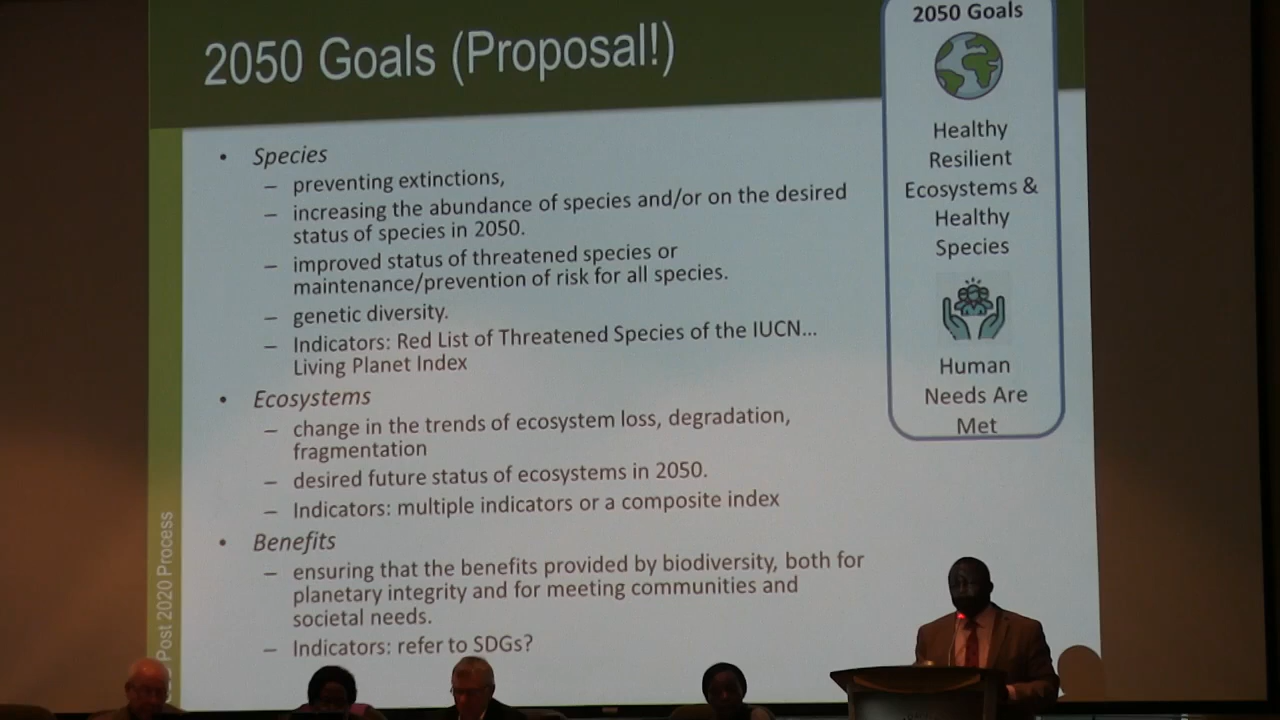 2050 Goals (Proposal!)
• Species
– preventing extinctions,
– increasing the abundance of species and/or on the desired
status of species in 2050.
– improved status of threatened species or
maintenance/prevention of risk for all species.
– genetic diversity.
– Indicators: Red List of Threatened Species of the IUCN...
Living Planet Index
• Ecosystems
– change in the trends of ecosystem loss, degradation,
fragmentation
– desired future status of ecosystems in 2050.
– Indicators: multiple indicators or a composite index
• Benefits
– ensuring that the benefits provided by biodiversity, both for
planetary integrity and for meeting communities and
societal needs.
– Indicators: refer to SDGs?
2050 Goals
Healthy
Resilient
Ecosystems &
Healthy
Species
Human
Needs Are
Met
Post 2020 Process